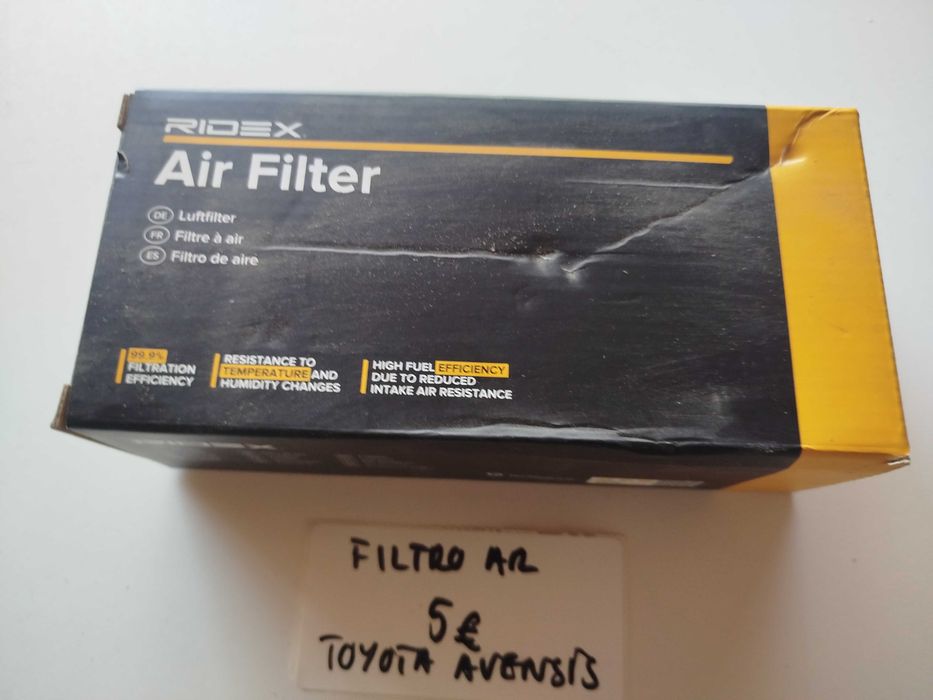 RIDEX
Air Filter
DE Luftfilter
FR Filtre à air
ES Filtro de aire
99.9%
FILTRATION
EFFICIENCY
RESISTANCE TO
TEMPERATURE AND
HUMIDITY CHANGES
HIGH FUEL EFFICIENCY
DUE TO REDUCED
INTAKE AIR RESISTANCE
RIDEX
FILTRO AR
5€
TOYOTA AVENSIS